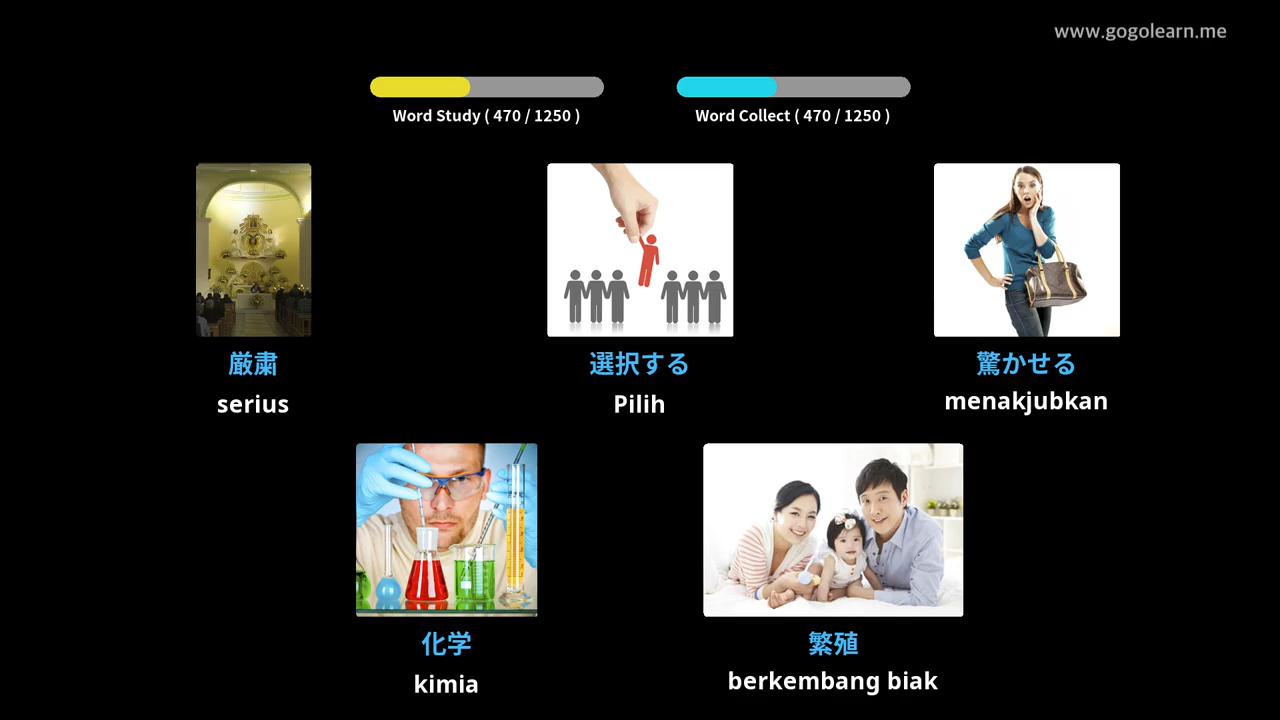 www.gogolearn.me
Word Study ( 470 / 1250 )
Word Collect ( 470 / 1250 )
厳粛
serius
選択する
Pilih
驚かせる
menakjubkan
化学
kimia
繁殖
berkembang biak